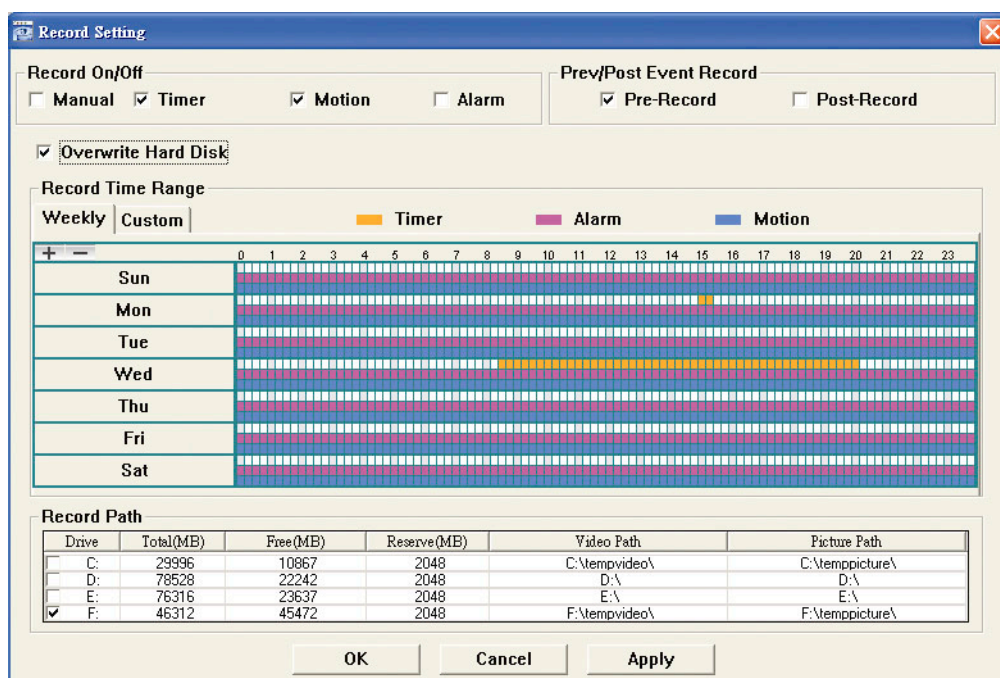 Record Setting
Record On/Off
Prev/Post Event Record
Manual Timer Motion Alarm
Pre-Record Post-Record
Overwrite Hard Disk
Record Time Range
Weekly Custom Timer Alarm Motion
+ − 0 1 2 3 4 5 6 7 8 9 10 11 12 13 14 15 16 17 18 19 20 21 22 23
Sun
Mon
Tue
Wed
Thu
Fri
Sat
Record Path
Drive Total(MB) Free(MB) Reserve(MB) Video Path Picture Path
C: 29996 10867 2048 C:\tempvideo\ C:\temppicture\
D: 78528 22242 2048 D:\ D:\
E: 76316 23637 2048 E:\ E:\
F: 46312 45472 2048 F:\tempvideo\ F:\temppicture\
OK Cancel Apply